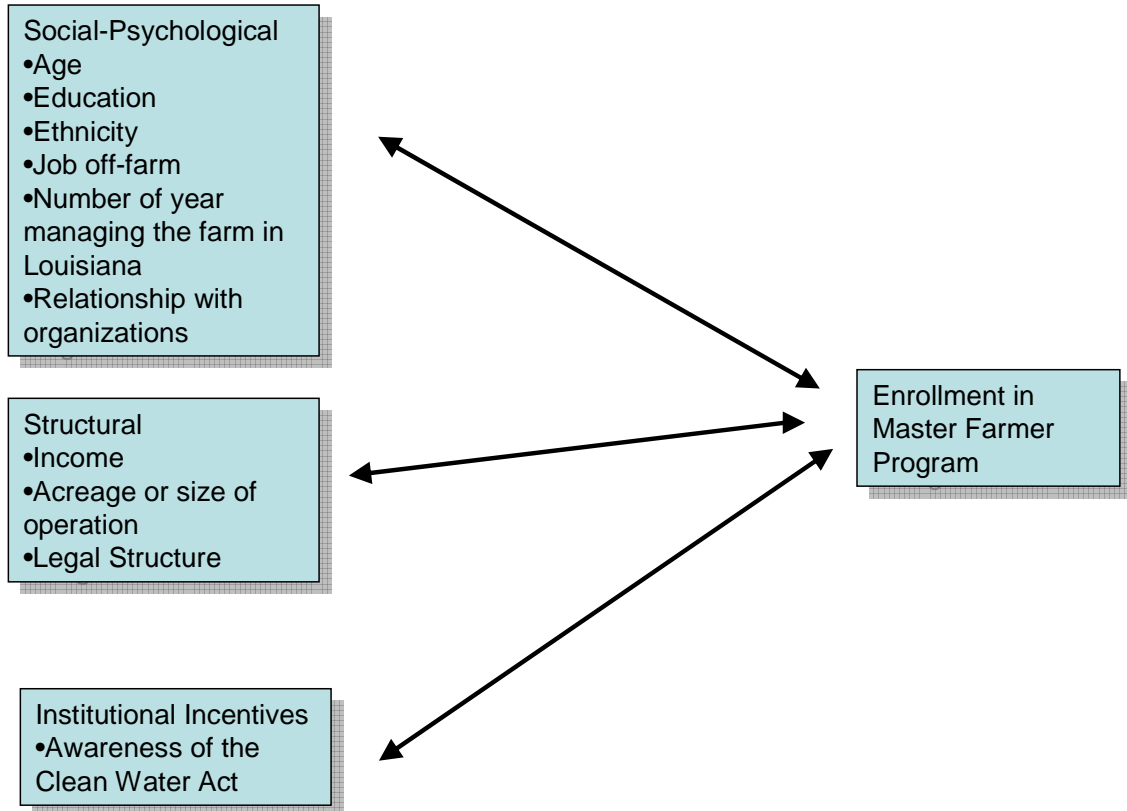 Social-Psychological
•Age
•Education
•Ethnicity
•Job off-farm
•Number of year
managing the farm in
Louisiana
•Relationship with
organizations
Structural
•Income
•Acreage or size of
operation
•Legal Structure
Institutional Incentives
•Awareness of the
Clean Water Act
Enrollment in
Master Farmer
Program